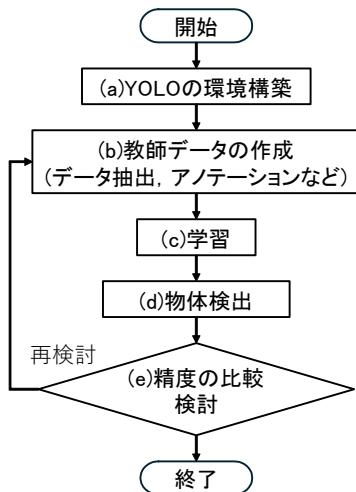 開始
(a)YOLOの環境構築
(b)教師データの作成
(データ抽出，アノテーションなど)
(c)学習
(d)物体検出
再検討
(e)精度の比較
検討
終了